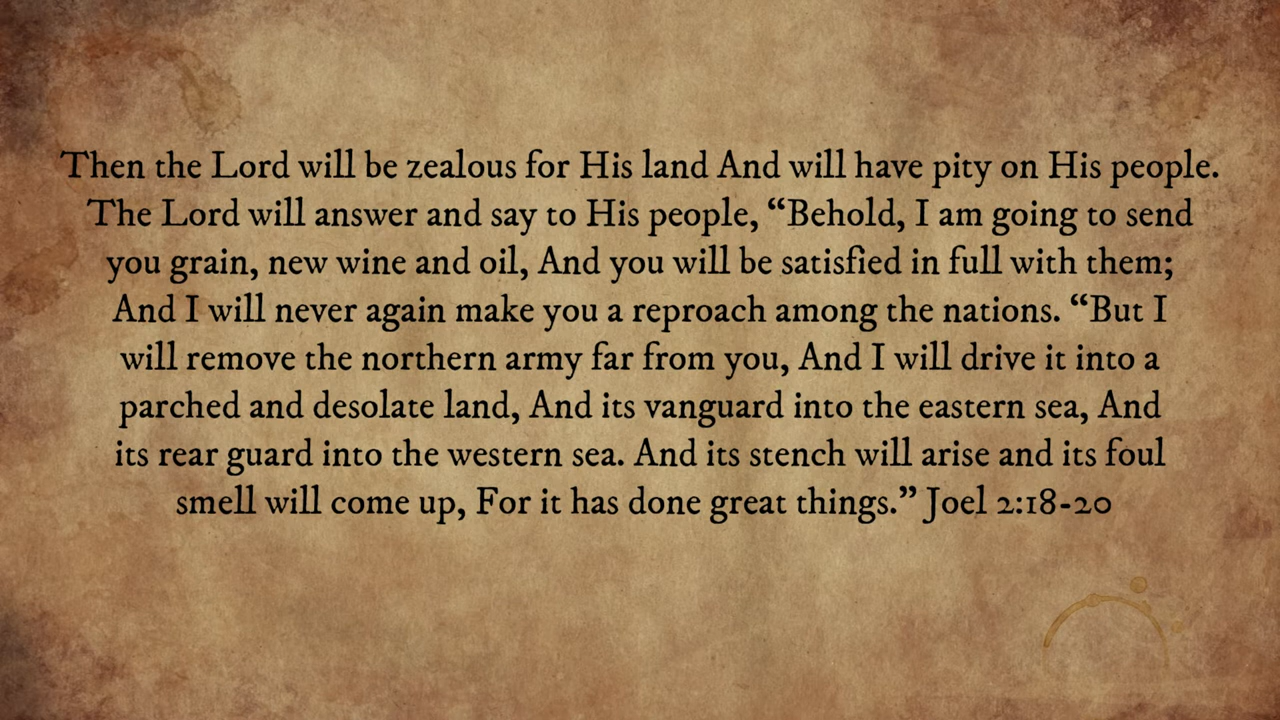 Then the Lord will be zealous for His land And will have pity on His people.
The Lord will answer and say to His people, “Behold, I am going to send
you grain, new wine and oil, And you will be satisfied in full with them;
And I will never again make you a reproach among the nations. “But I
will remove the northern army far from you, And I will drive it into a
parched and desolate land, And its vanguard into the eastern sea, And
its rear guard into the western sea. And its stench will arise and its foul
smell will come up, For it has done great things.” Joel 2:18-20